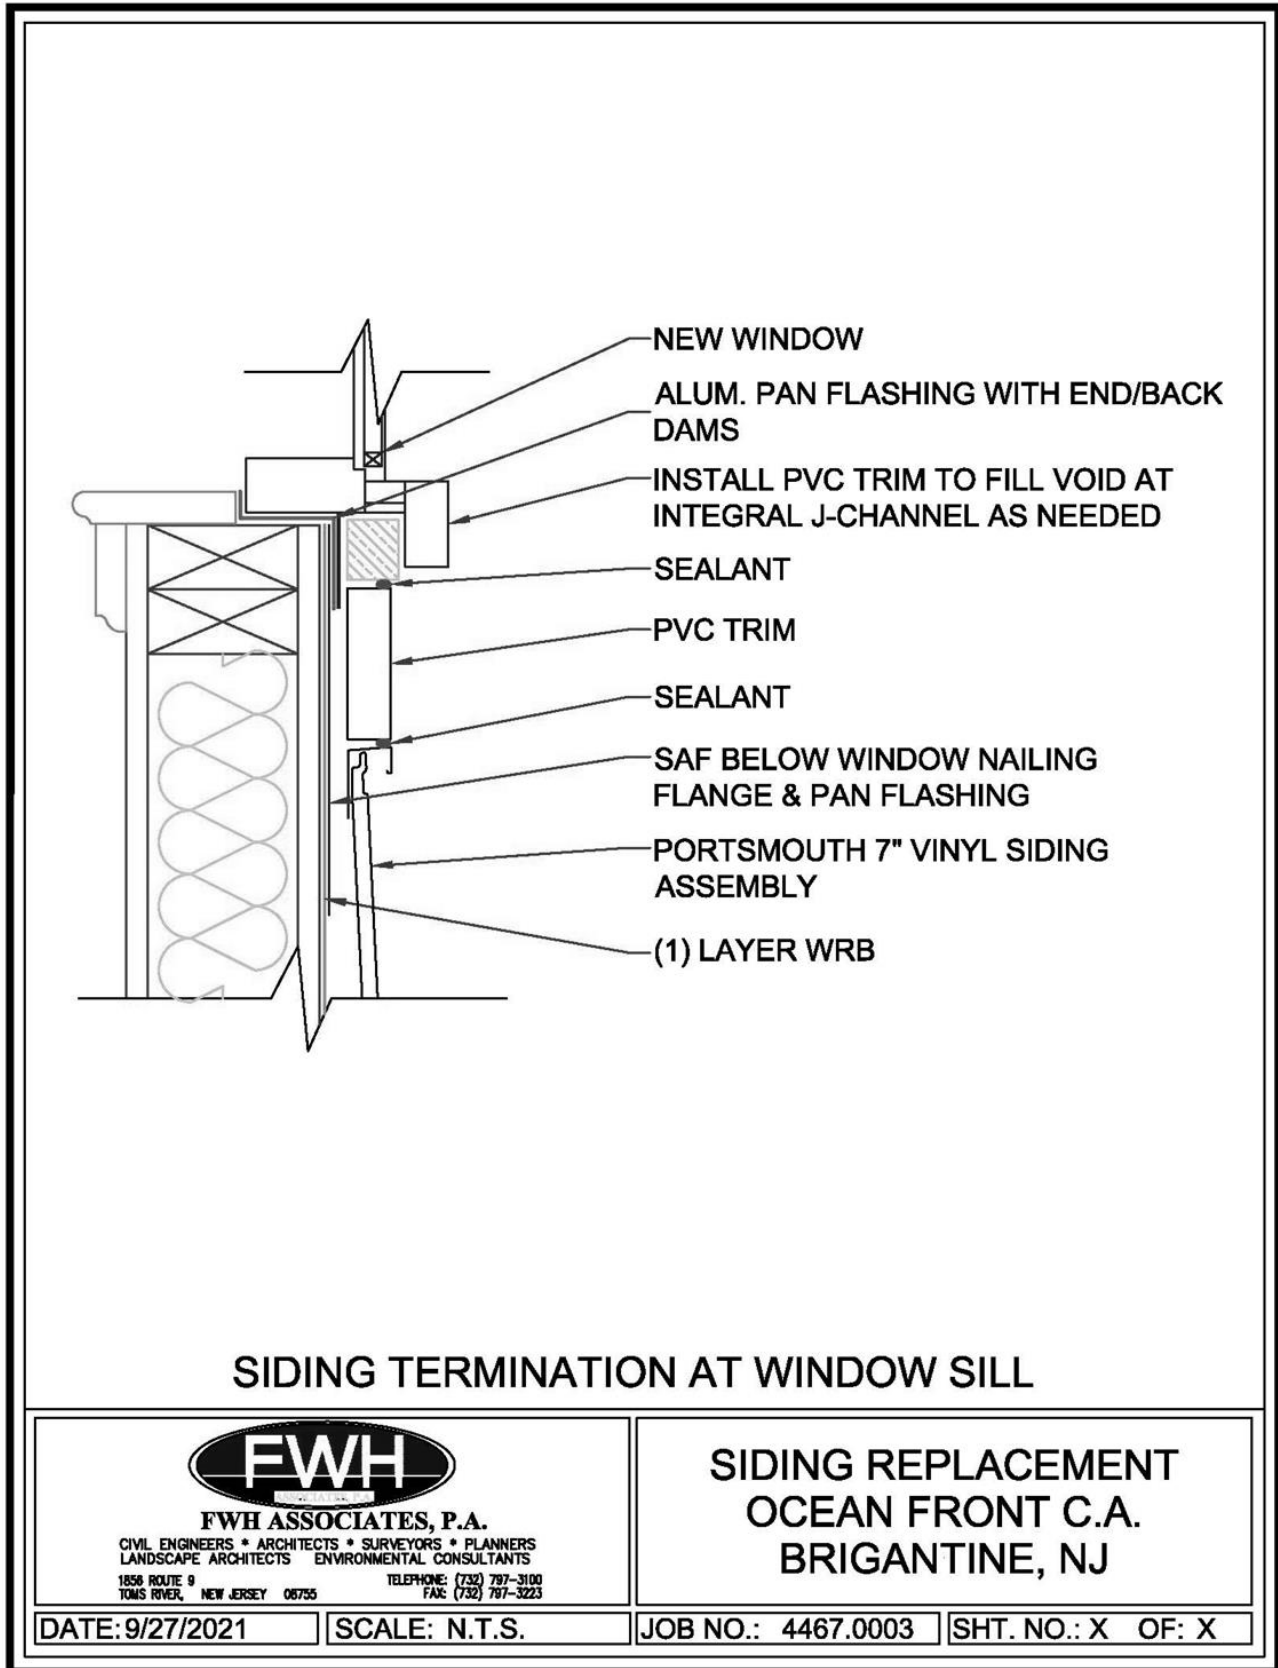 NEW WINDOW
ALUM. PAN FLASHING WITH END/BACK
DAMS
INSTALL PVC TRIM TO FILL VOID AT
INTEGRAL J-CHANNEL AS NEEDED
SEALANT
PVC TRIM
SEALANT
SAF BELOW WINDOW NAILING
FLANGE & PAN FLASHING
PORTSMOUTH 7" VINYL SIDING
ASSEMBLY
(1) LAYER WRB
SIDING TERMINATION AT WINDOW SILL
FWH
ASSOCIATES, P.A.
FWH ASSOCIATES, P.A.
CIVIL ENGINEERS * ARCHITECTS * SURVEYORS * PLANNERS
LANDSCAPE ARCHITECTS ENVIRONMENTAL CONSULTANTS
1856 ROUTE 9 TELEPHONE: (732) 797-3100
TOMS RIVER, NEW JERSEY 08755 FAX: (732) 797-3223
SIDING REPLACEMENT
OCEAN FRONT C.A.
BRIGANTINE, NJ
DATE: 9/27/2021 SCALE: N.T.S. JOB NO.: 4467.0003 SHT. NO.: X OF: X